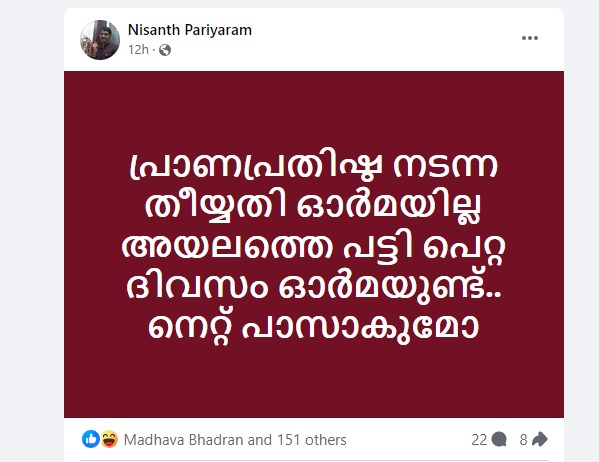 Nisanth Pariyaram
12h ·
പ്രാണപ്രതിഷ്ഠ നടന്ന
തീയ്യതി ഓർമയില്ല
അയലത്തെ പട്ടി പെറ്റ
ദിവസം ഓർമയുണ്ട്..
നെറ്റ് പാസാകുമോ
Madhava Bhadran and 151 others 22 8